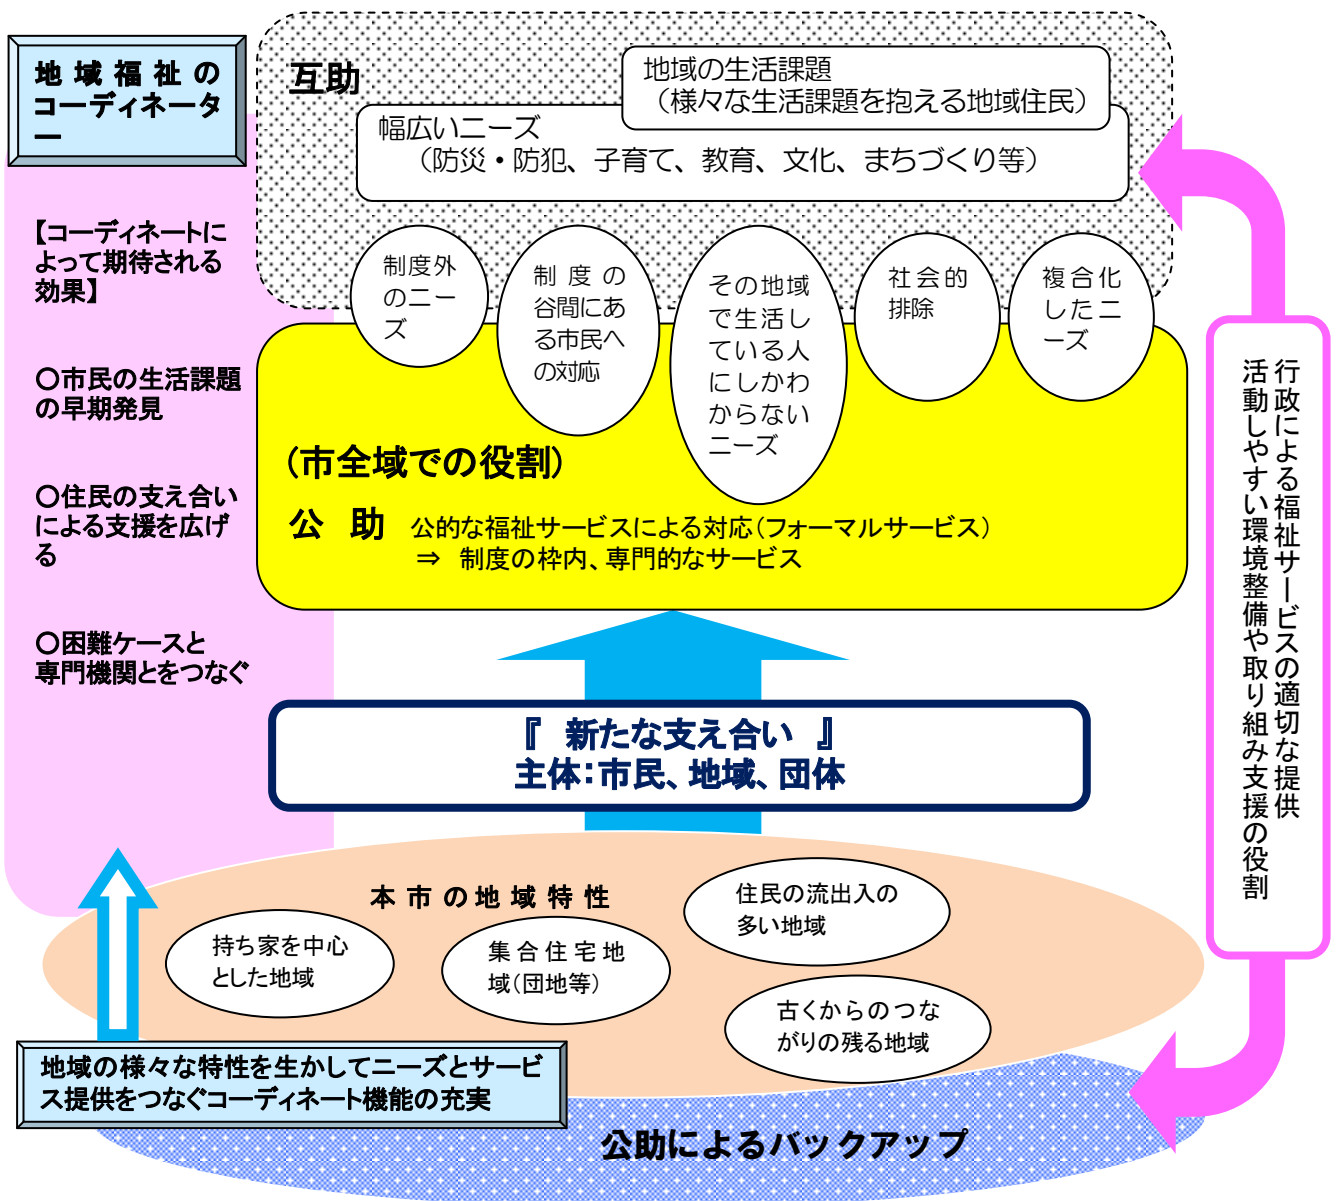 地域福祉の
コーディネータ
ー
【コーディネートに
よって期待される
効果】
○市民の生活課題
の早期発見
○住民の支え合い
による支援を広げ
る
○困難ケースと
専門機関とをつなぐ
互助
地域の生活課題
（様々な生活課題を抱える地域住民）
幅広いニーズ
（防災・防犯、子育て、教育、文化、まちづくり等）
制度外
のニー
ズ
制度の
谷間にあ
る市民へ
の対応
その地域
で生活し
ている人
にしかわ
からない
ニーズ
社会的
排除
複合化
したニ
ーズ
（市全域での役割）
公　助　公的な福祉サービスによる対応（フォーマルサービス）
⇒　制度の枠内、専門的なサービス
『　新たな支え合い　』
主体：市民、地域、団体
行政による福祉サービスの適切な提供
活動しやすい環境整備や取り組み支援の役割
本市の地域特性
持ち家を中心
とした地域
集合住宅地
域（団地等）
住民の流出入の
多い地域
古くからのつな
がりの残る地域
地域の様々な特性を生かしてニーズとサービ
ス提供をつなぐコーディネート機能の充実
公助によるバックアップ